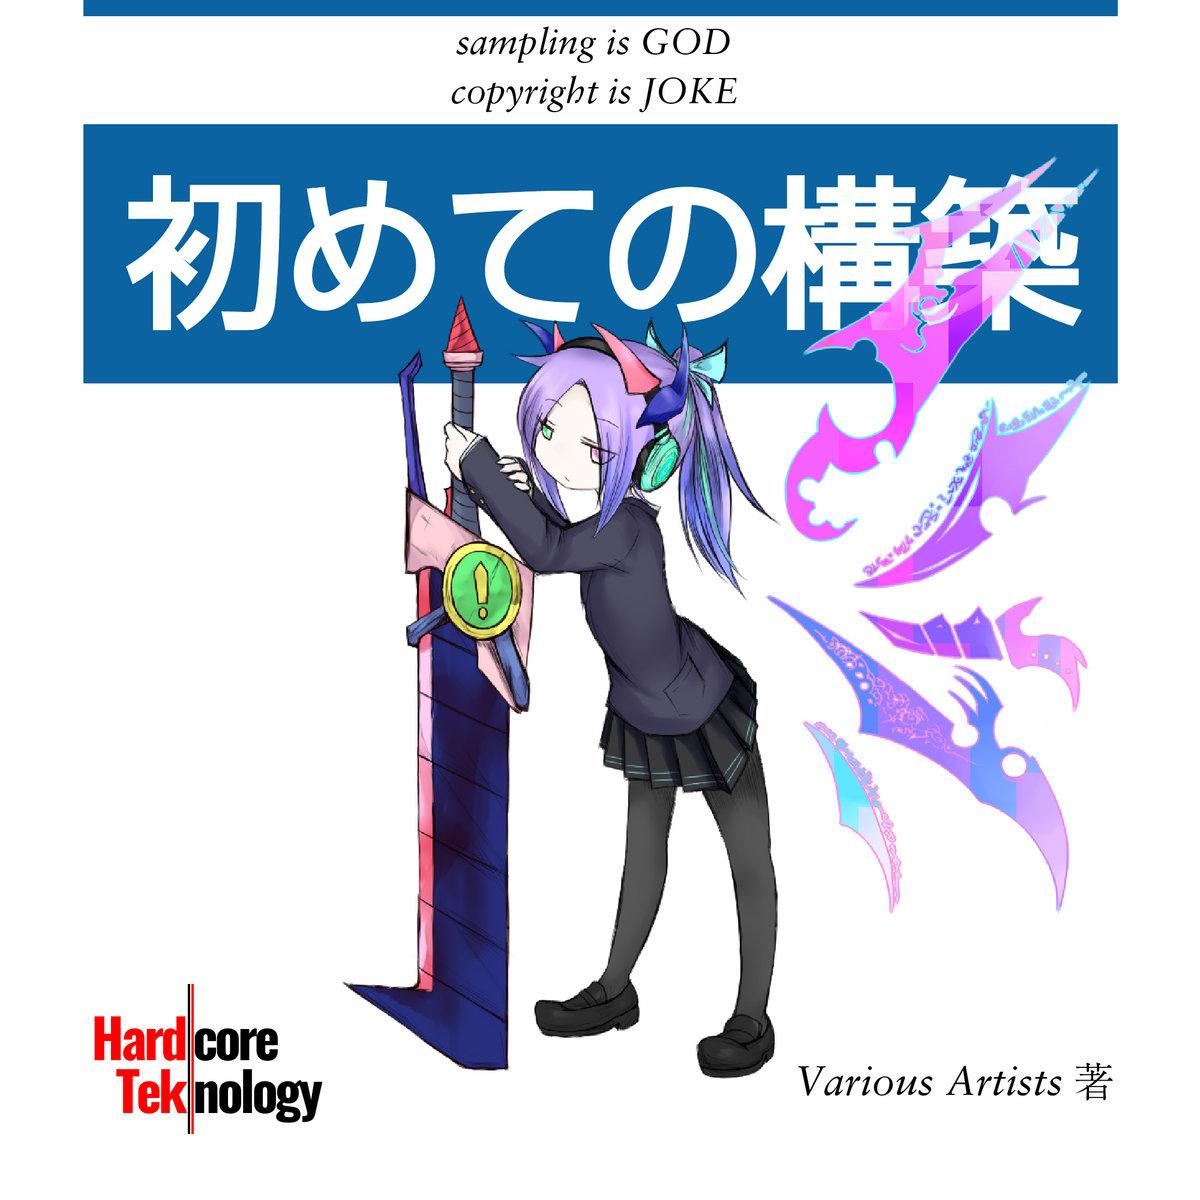 sampling is GOD
copyright is JOKE
初めての構築
!
Hardcore
Teknology
Various Artists 著